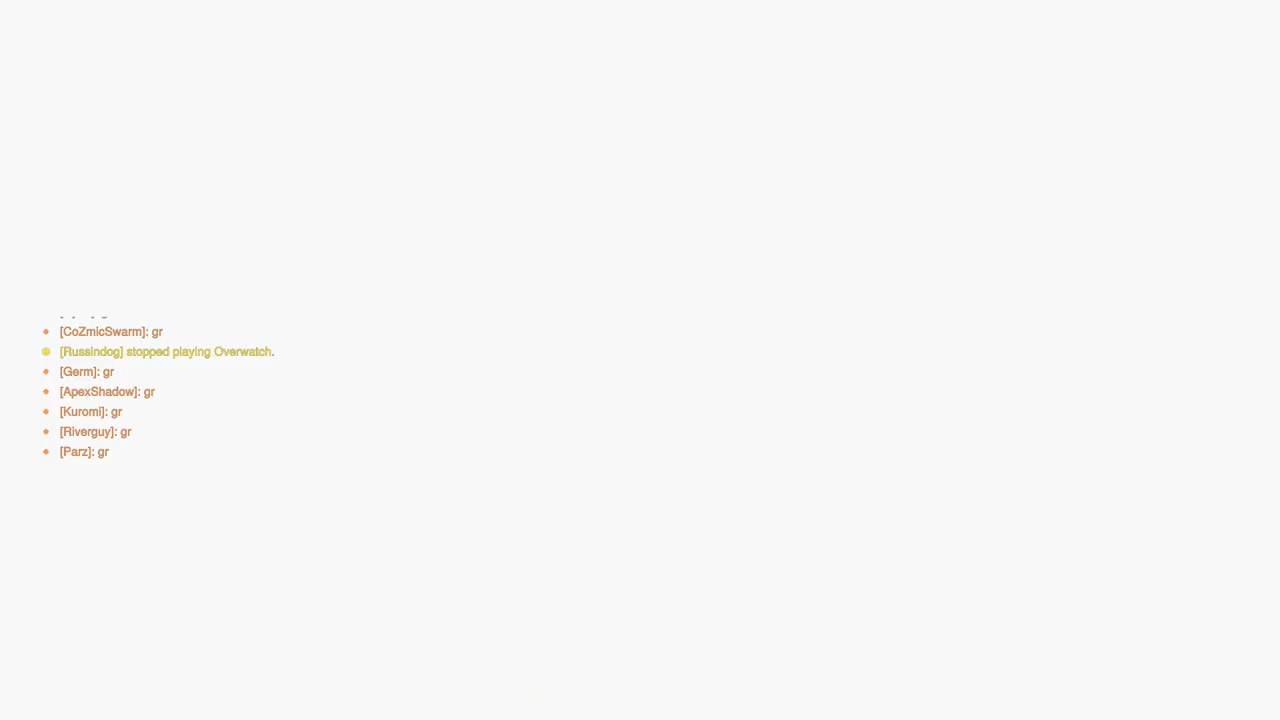 [CoZmicSwarm]: gr
[Russindog] stopped playing Overwatch.
[Germ]: gr
[ApexShadow]: gr
[Kuromi]: gr
[Riverguy]: gr
[Parz]: gr